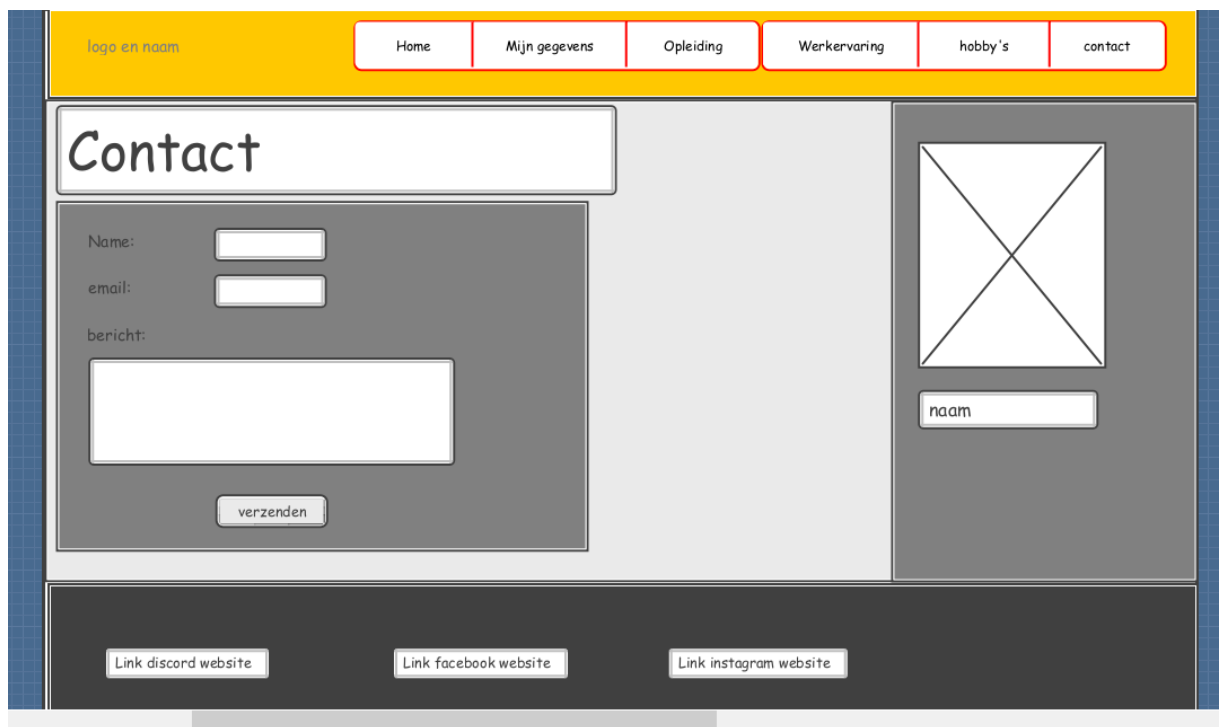 logo en naam
Home
Mijn gegevens
Opleiding
Werkervaring
hobby's
contact
Contact
Name:
email:
bericht:
verzenden
naam
Link discord website
Link facebook website
Link instagram website